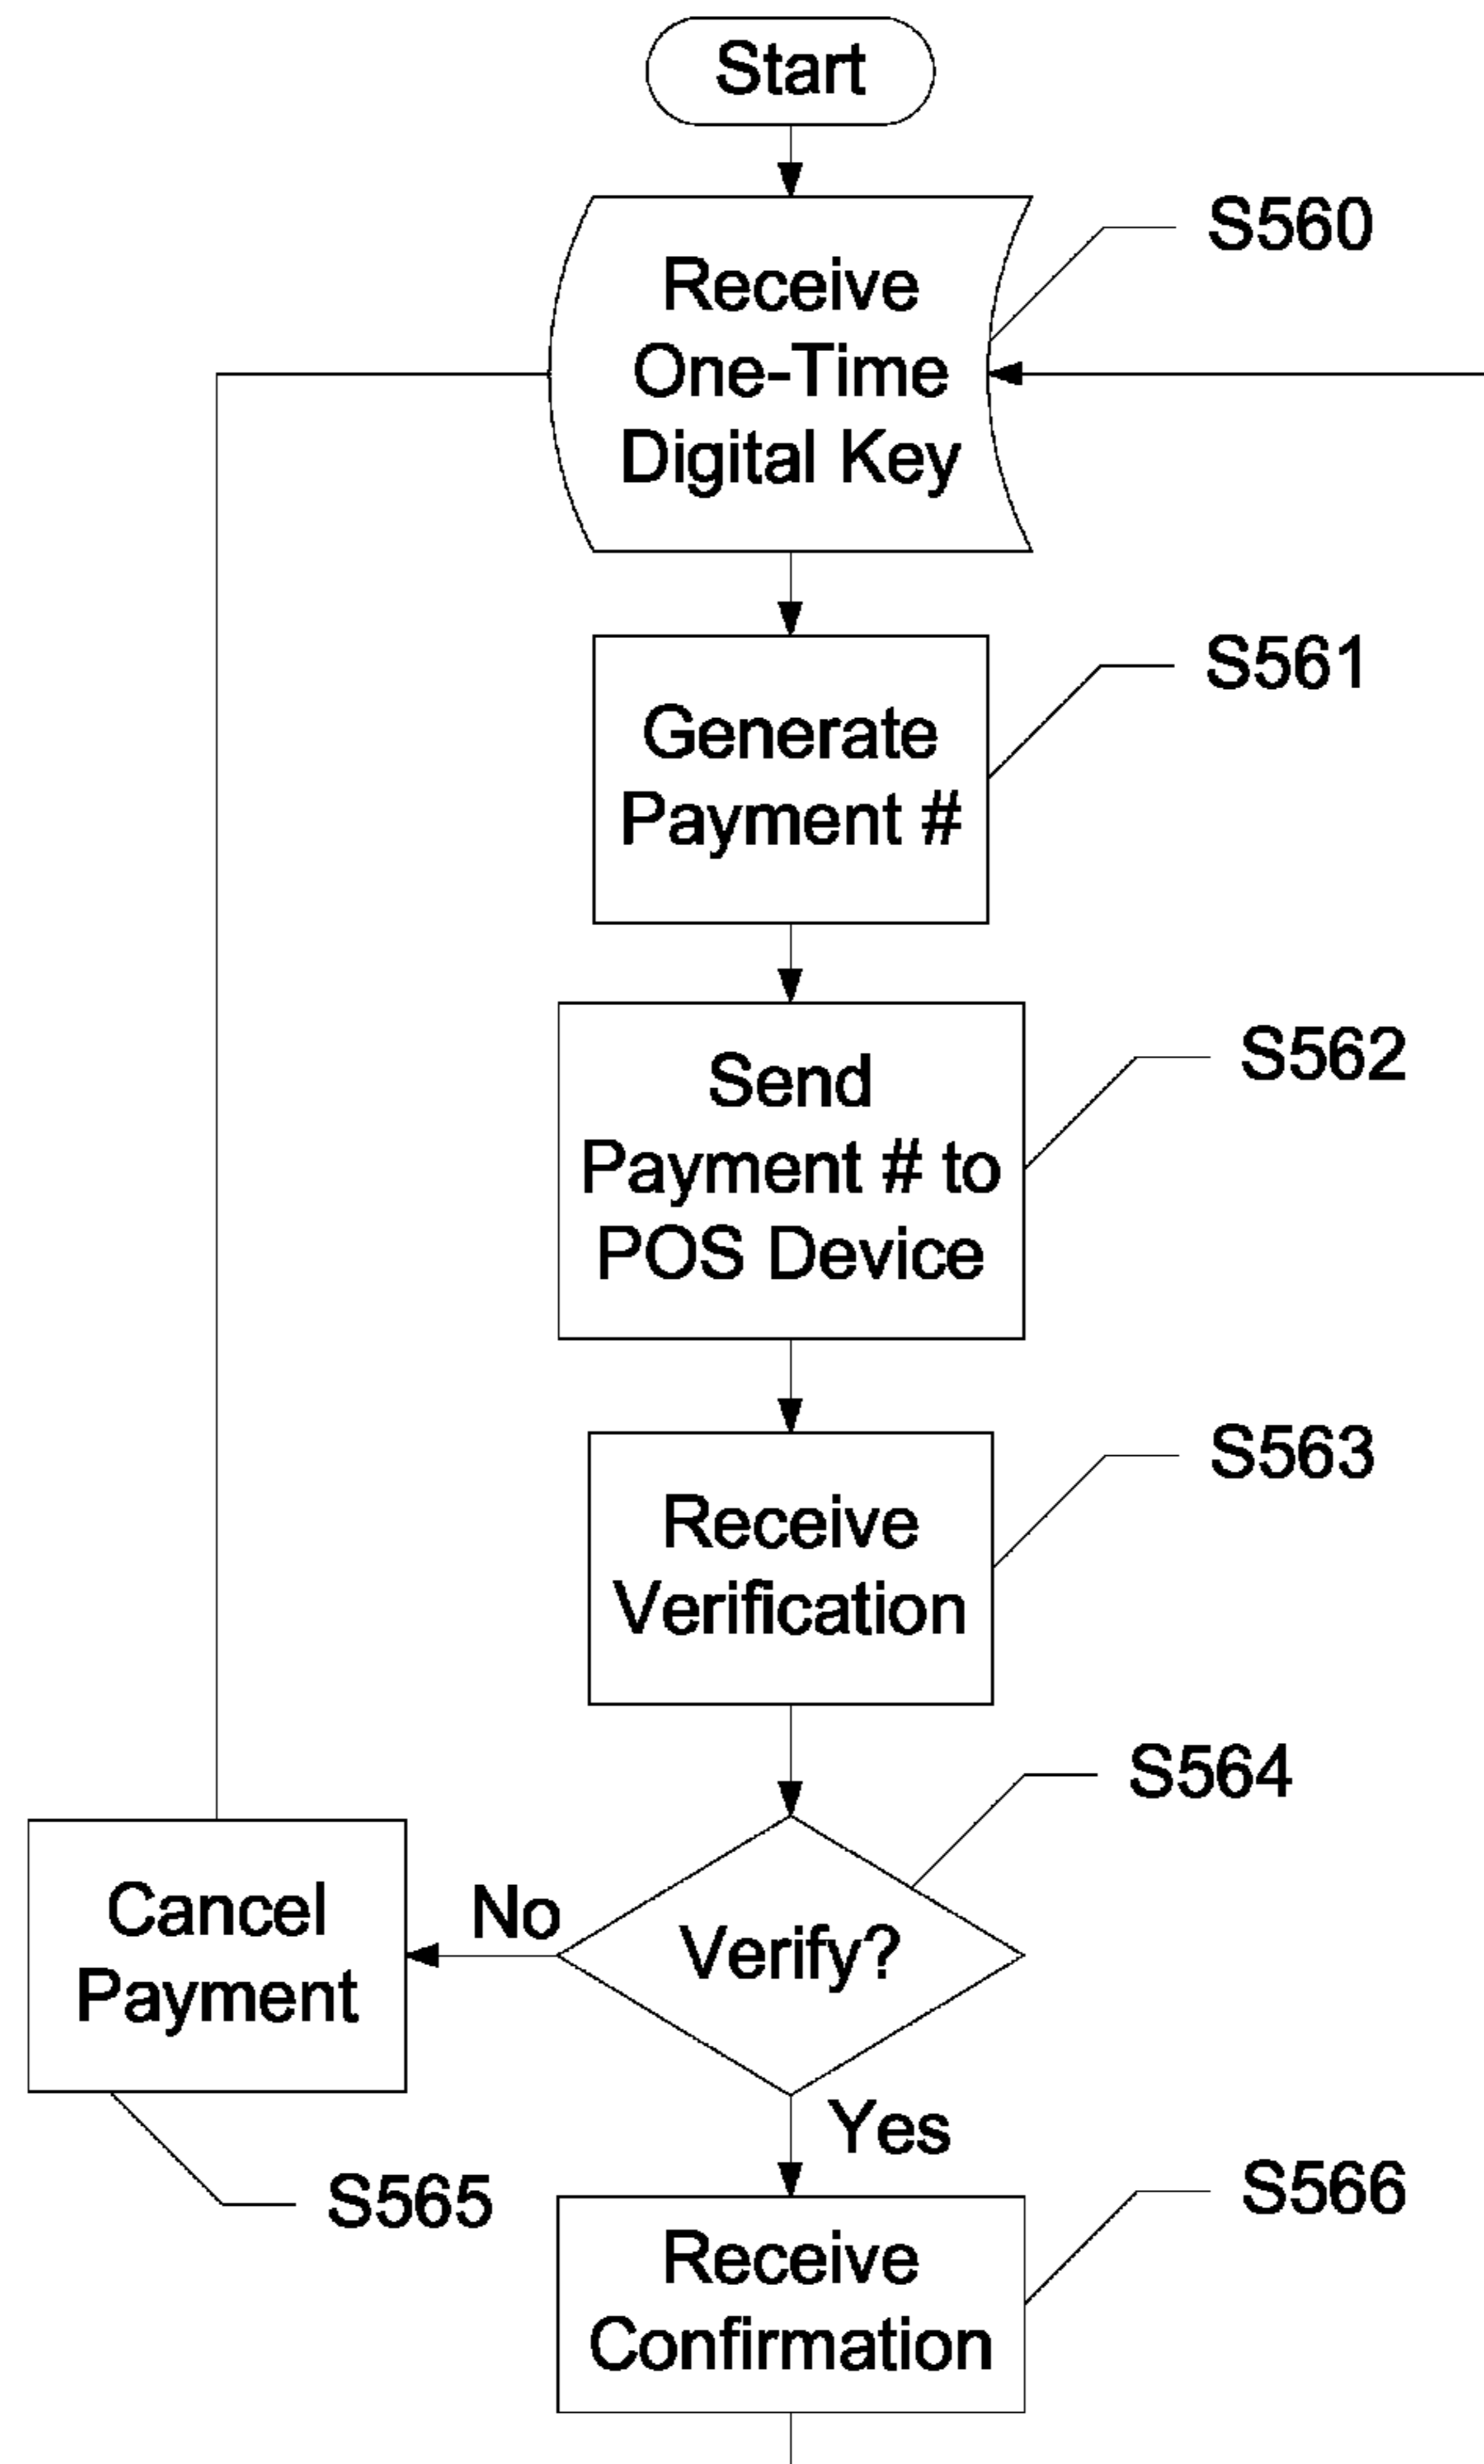 Start
S560
Receive
One-Time
Digital Key
S561
Generate
Payment #
S562
Send
Payment # to
POS Device
S563
Receive
Verification
S564
Verify?
No
Cancel
Payment
Yes
S565
S566
Receive
Confirmation